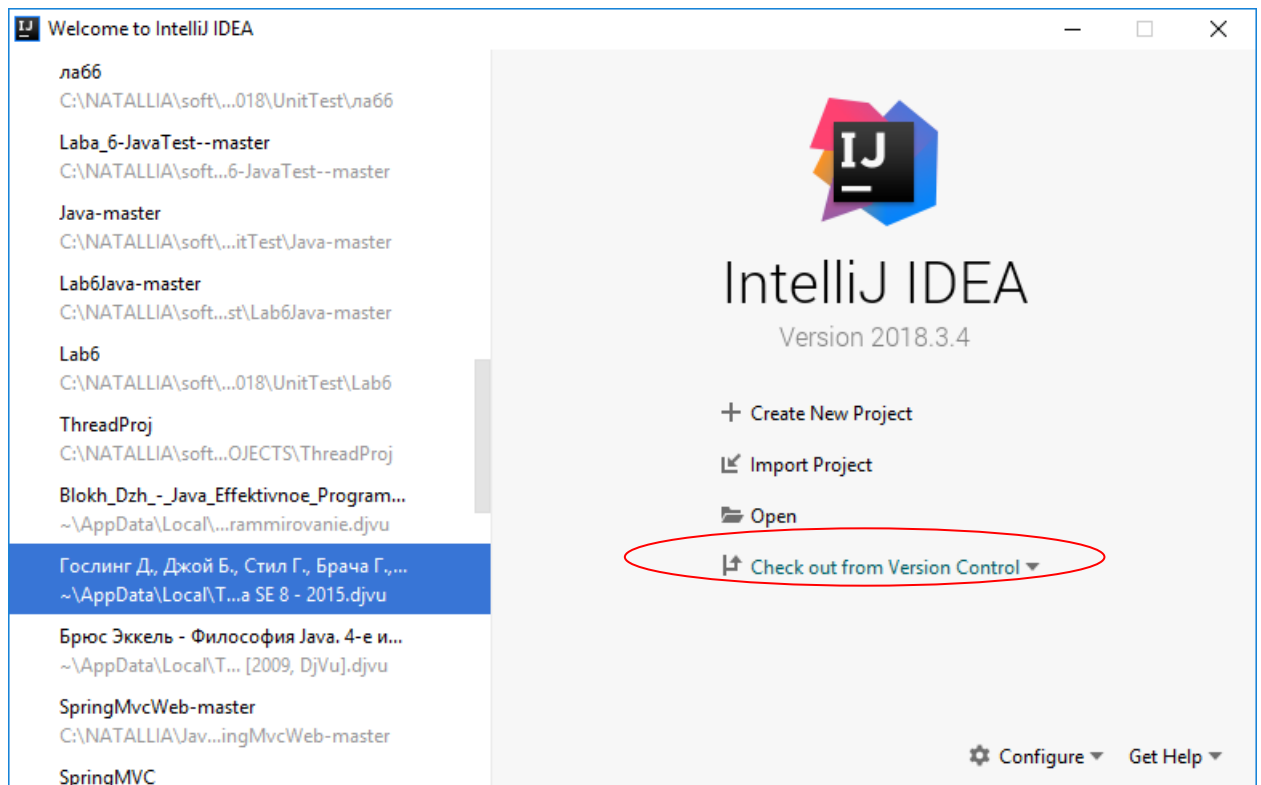 Welcome to IntelliJ IDEA
лаб6
C:\NATALLIA\soft\...018\UnitTest\лаб6
Laba_6-JavaTest--master
C:\NATALLIA\soft...6-JavaTest--master
Java-master
C:\NATALLIA\soft\...itTest\Java-master
Lab6Java-master
C:\NATALLIA\soft...st\Lab6Java-master
Lab6
C:\NATALLIA\soft\...018\UnitTest\Lab6
ThreadProj
C:\NATALLIA\soft...OJECTS\ThreadProj
Blokh_Dzh_-_Java_Effektivnoe_Program...
~\AppData\Local\...rammirovanie.djvu
Гослинг Д., Джой Б., Стил Г., Брача Г.,...
~\AppData\Local\T...a SE 8 - 2015.djvu
Брюс Эккель - Философия Java. 4-е и...
~\AppData\Local\T... [2009, DjVu].djvu
SpringMvcWeb-master
C:\NATALLIA\Jav...ingMvcWeb-master
SpringMVC
IJ
IntelliJ IDEA
Version 2018.3.4
Create New Project
Import Project
Open
Check out from Version Control
Configure
Get Help